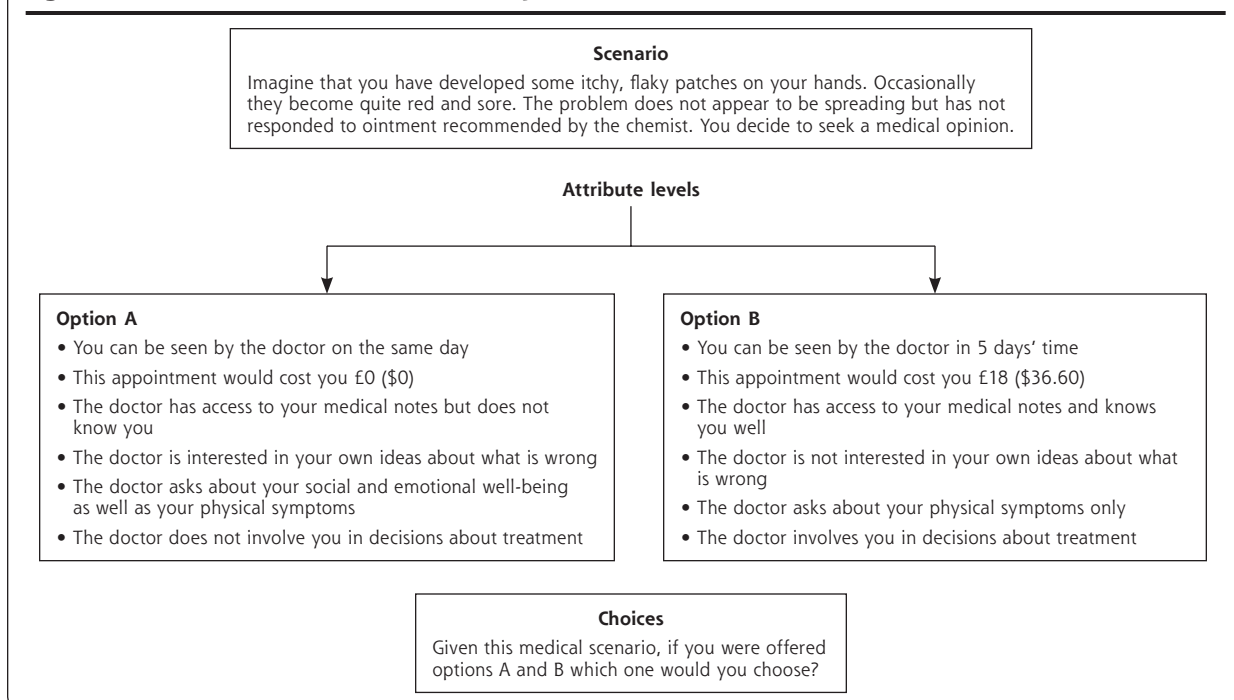 Scenario
Imagine that you have developed some itchy, flaky patches on your hands. Occasionally
they become quite red and sore. The problem does not appear to be spreading but has not
responded to ointment recommended by the chemist. You decide to seek a medical opinion.
Attribute levels
Option A
• You can be seen by the doctor on the same day
• This appointment would cost you £0 ($0)
• The doctor has access to your medical notes but does not
know you
• The doctor is interested in your own ideas about what is wrong
• The doctor asks about your social and emotional well-being
as well as your physical symptoms
• The doctor does not involve you in decisions about treatment
Option B
• You can be seen by the doctor in 5 days’ time
• This appointment would cost you £18 ($36.60)
• The doctor has access to your medical notes and knows
you well
• The doctor is not interested in your own ideas about what
is wrong
• The doctor asks about your physical symptoms only
• The doctor involves you in decisions about treatment
Choices
Given this medical scenario, if you were offered
options A and B which one would you choose?